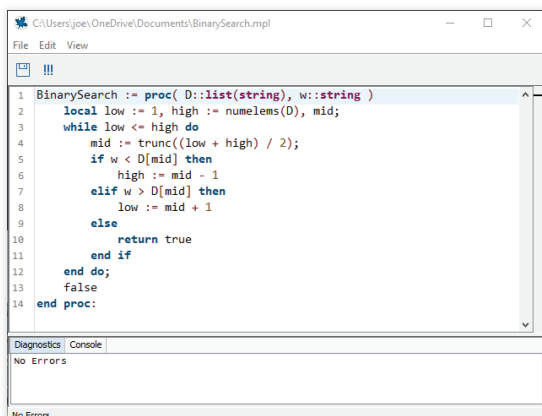 C:\Users\joe\OneDrive\Documents\BinarySearch.mpl
File Edit View
!!!
1 BinarySearch := proc( D::list(string), w::string )
2     local low := 1, high := numelems(D), mid;
3     while low <= high do
4         mid := trunc((low + high) / 2);
5         if w < D[mid] then
6             high := mid - 1
7         elif w > D[mid] then
8             low := mid + 1
9         else
10             return true
11         end if
12     end do;
13     false
14 end proc:
Diagnostics Console
No Errors
No Errors